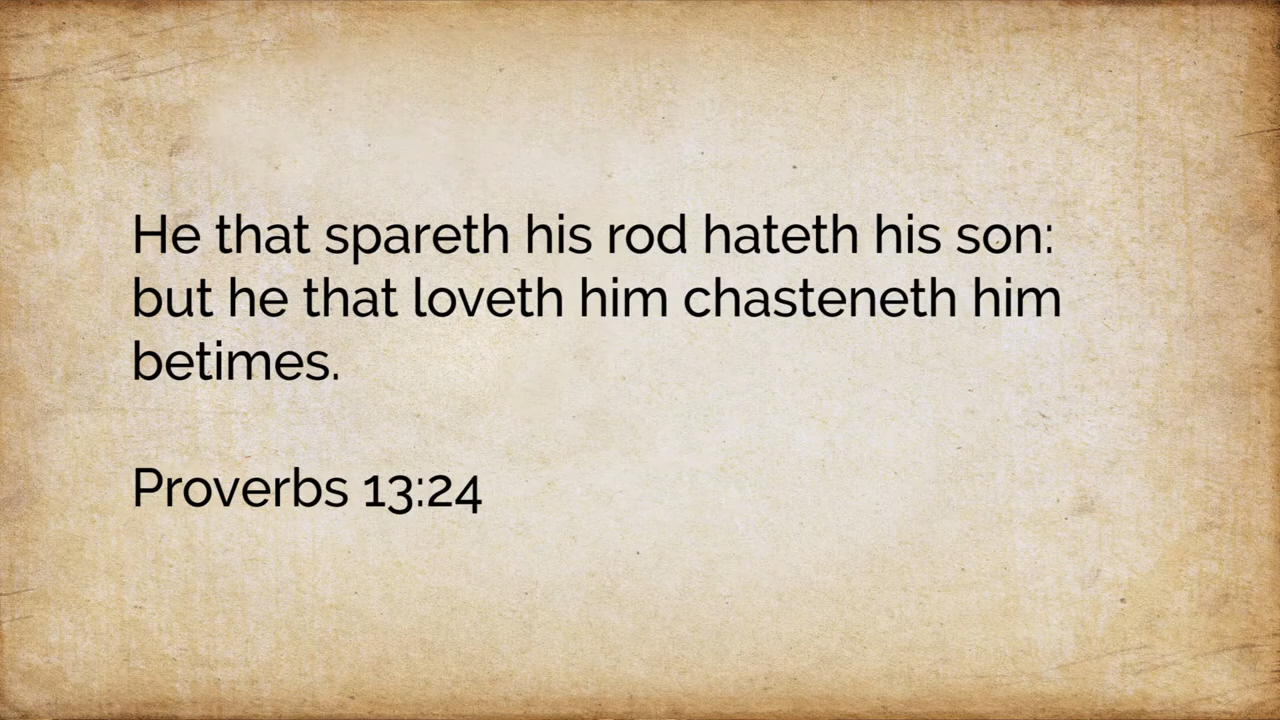 He that spareth his rod hateth his son:
but he that loveth him chasteneth him
betimes.
Proverbs 13:24